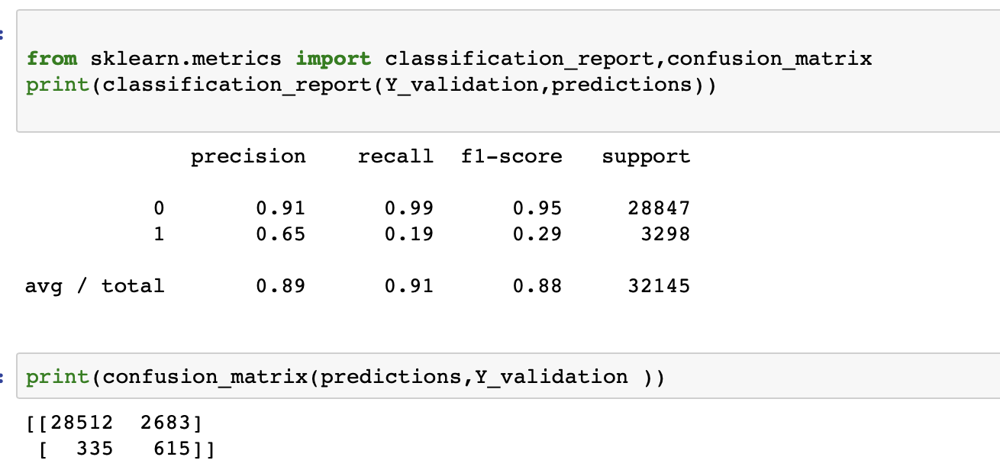 :
from sklearn.metrics import classification_report,confusion_matrix
print(classification_report(Y_validation,predictions))
precision recall f1-score support
0 0.91 0.99 0.95 28847
1 0.65 0.19 0.29 3298
avg / total 0.89 0.91 0.88 32145
:
print(confusion_matrix(predictions,Y_validation ))
[[28512 2683]
[ 335 615]]